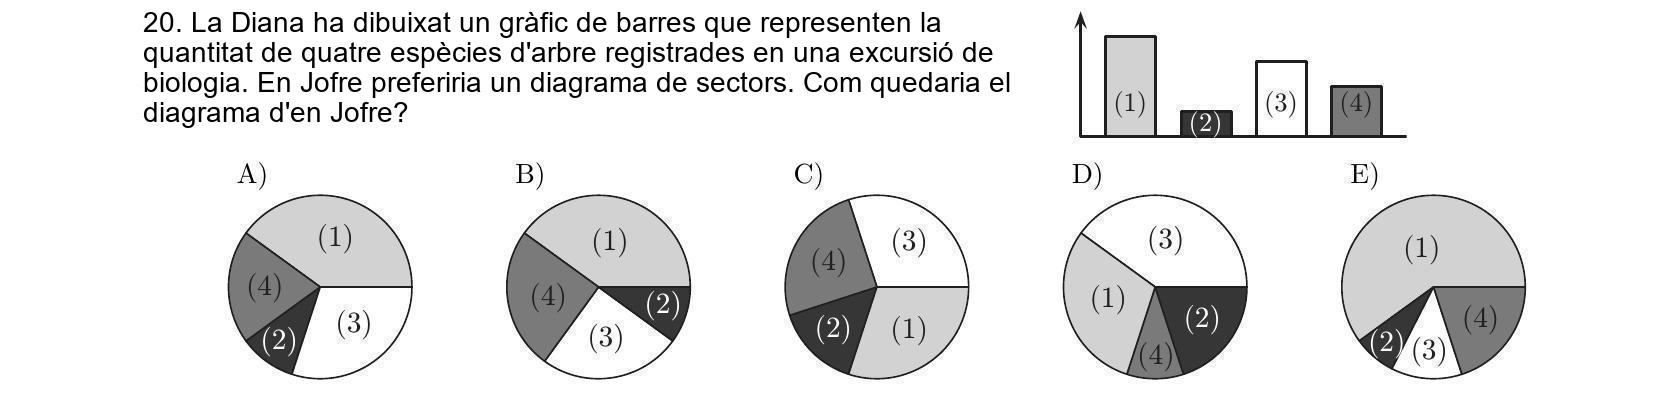 20. La Diana ha dibuixat un gràfic de barres que representen la
quantitat de quatre espècies d'arbre registrades en una excursió de
biologia. En Jofre preferiria un diagrama de sectors. Com quedaria el
diagrama d'en Jofre?
(1) (2) (3) (4)
A) B) C) D) E)
(1) (4) (2) (3)
(1) (4) (3) (2)
(3) (4) (2) (1)
(3) (1) (4) (2)
(1) (2) (3) (4)